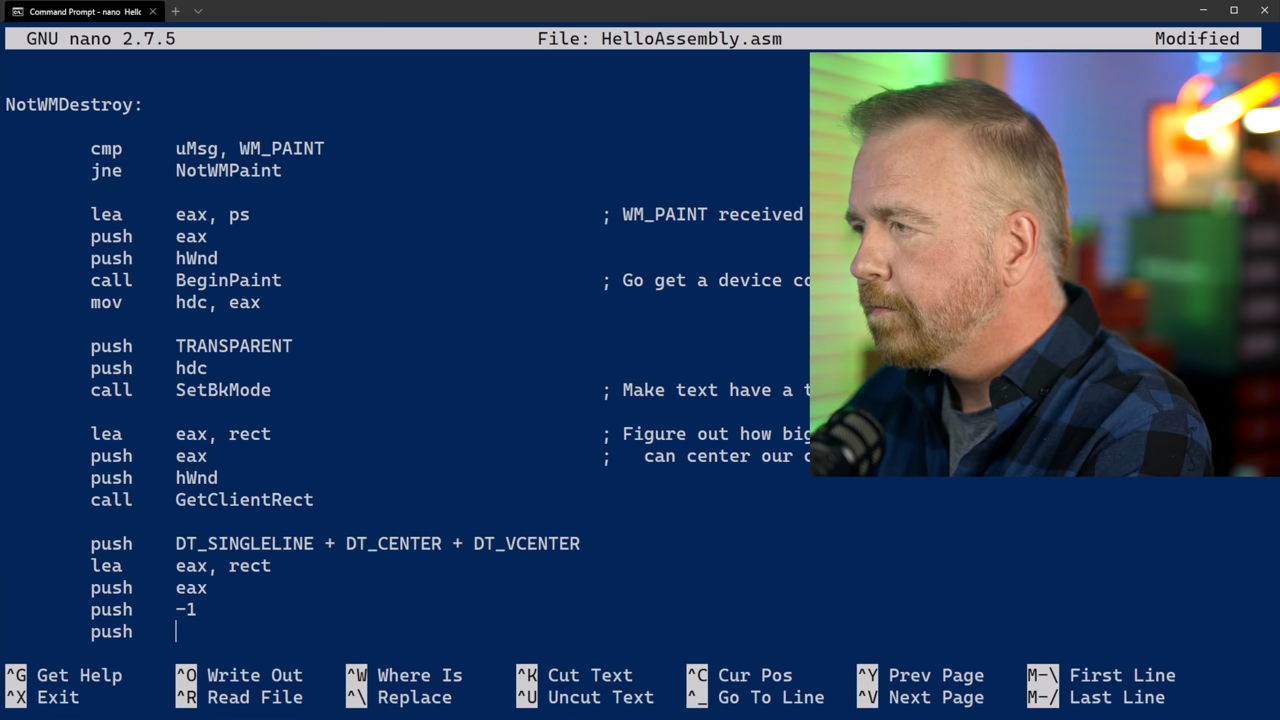 Command Prompt - nano Hello
GNU nano 2.7.5 File: HelloAssembly.asm Modified
NotWMDestroy:
cmp uMsg, WM_PAINT
jne NotWMPaint
lea eax, ps ; WM_PAINT received
push eax
push hWnd
call BeginPaint ; Go get a device
mov hdc, eax
push TRANSPARENT
push hdc
call SetBkMode ; Make text have a
lea eax, rect ; Figure out how big
push eax ; can center our
push hWnd
call GetClientRect
push DT_SINGLELINE + DT_CENTER + DT_VCENTER
lea eax, rect
push eax
push -1
push
^G Get Help ^O Write Out ^W Where Is ^K Cut Text ^C Cur Pos ^Y Prev Page M-\ First Line
^X Exit ^R Read File ^\ Replace ^U Uncut Text ^_ Go To Line ^V Next Page M-/ Last Line